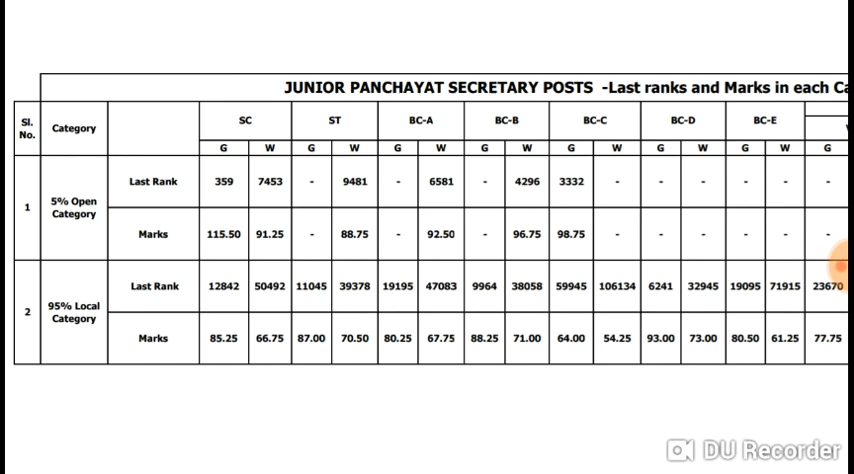 JUNIOR PANCHAYAT SECRETARY POSTS -Last ranks and Marks in each Ca
Sl. No. Category SC ST BC-A BC-B BC-C BC-D BC-E
G W G W G W G W G W G W G W G
1 5% Open Category Last Rank 359 7453 - 9481 - 6581 - 4296 3332 - - - - - -
Marks 115.50 91.25 - 88.75 - 92.50 - 96.75 98.75 - - - - - -
2 95% Local Category Last Rank 12842 50492 11045 39378 19195 47083 9964 38058 59945 106134 6241 32945 19095 71915 23670
Marks 85.25 66.75 87.00 70.50 80.25 67.75 88.25 71.00 64.00 54.25 93.00 73.00 80.50 61.25 77.75
DU Recorder